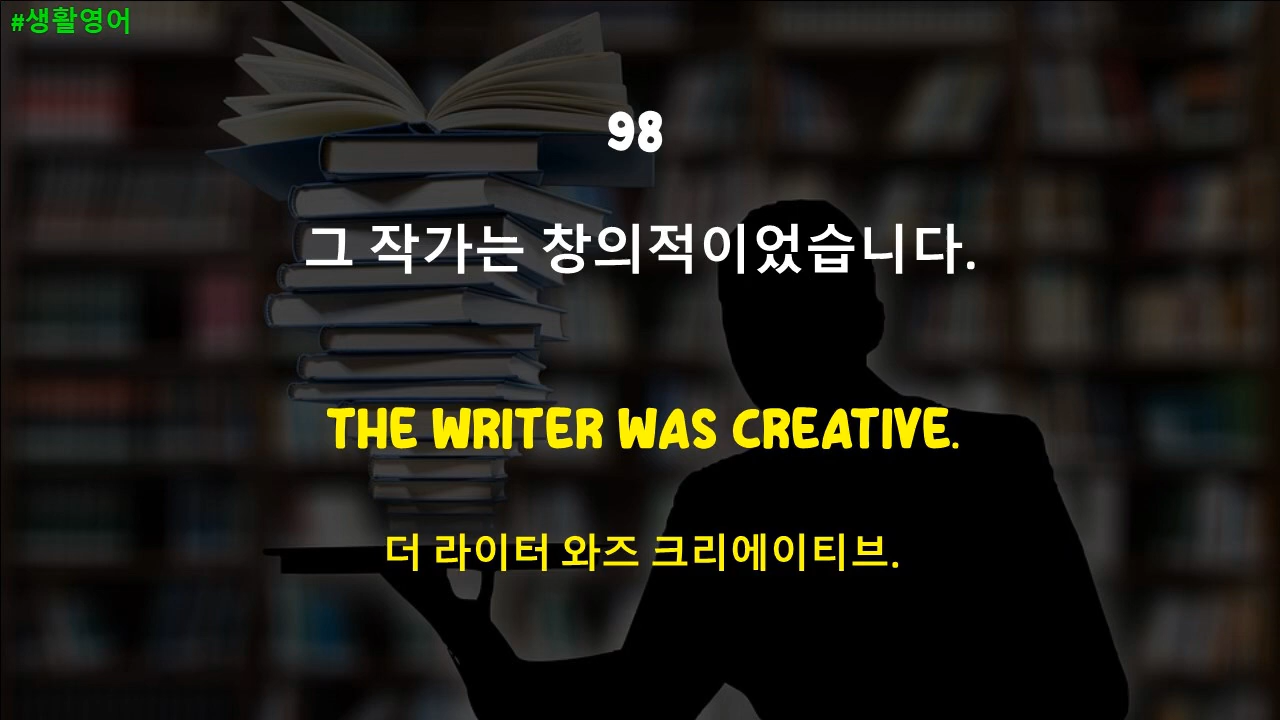 #생활영어
98
그 작가는 창의적이었습니다.
THE WRITER WAS CREATIVE.
더 라이터 와즈 크리에이티브.